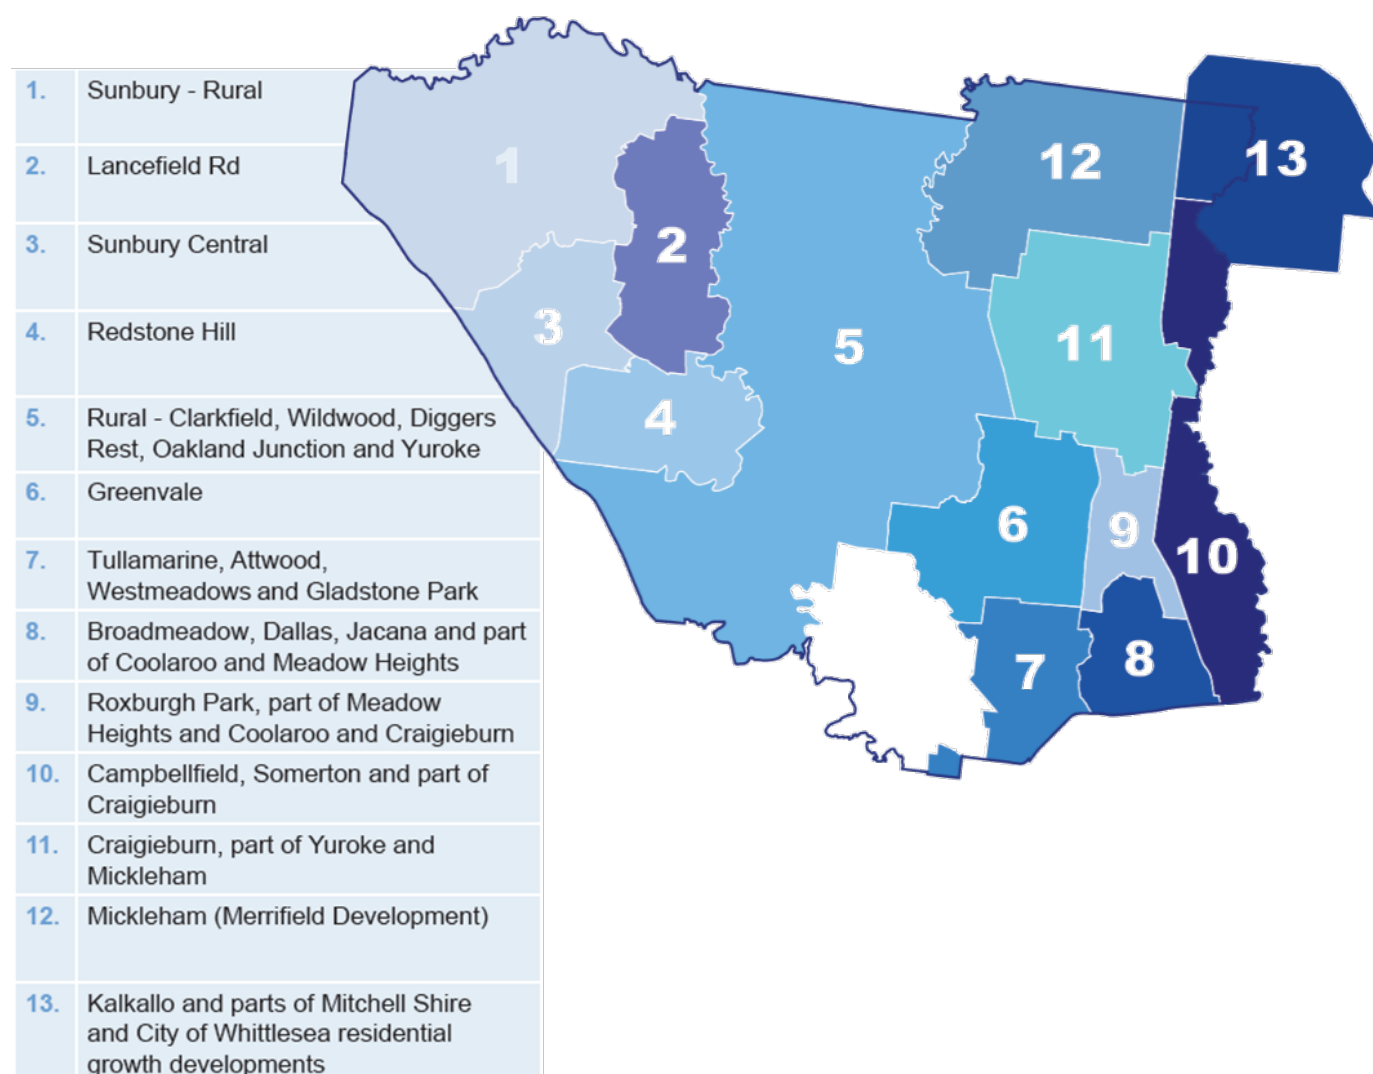 1. Sunbury - Rural
2. Lancefield Rd
3. Sunbury Central
4. Redstone Hill
5. Rural - Clarkfield, Wildwood, Diggers
Rest, Oakland Junction and Yuroke
6. Greenvale
7. Tullamarine, Attwood,
Westmeadows and Gladstone Park
8. Broadmeadow, Dallas, Jacana and part
of Coolaroo and Meadow Heights
9. Roxburgh Park, part of Meadow
Heights and Coolaroo and Craigieburn
10. Campbellfield, Somerton and part of
Craigieburn
11. Craigieburn, part of Yuroke and
Mickleham
12. Mickleham (Merrifield Development)
13. Kalkallo and parts of Mitchell Shire
and City of Whittlesea residential
growth developments
1
2
3
4
5
6
7
8
9
10
11
12
13